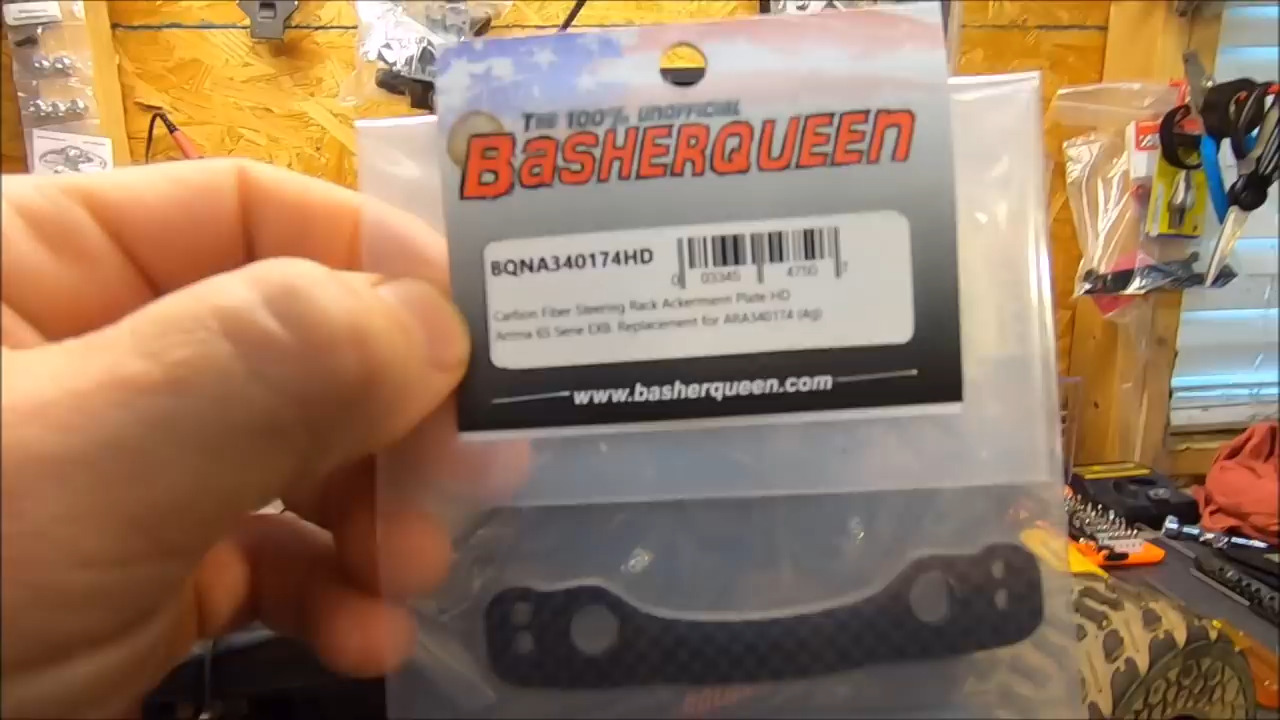 The 100% unofficial
BASHERQUEEN
BQNA340174HD
Carbon Fiber Steering Rack Ackermann Plate HD
Arrma 6S Serie EXB. Replacement for ARA340174 (Ag)
www.basherqueen.com